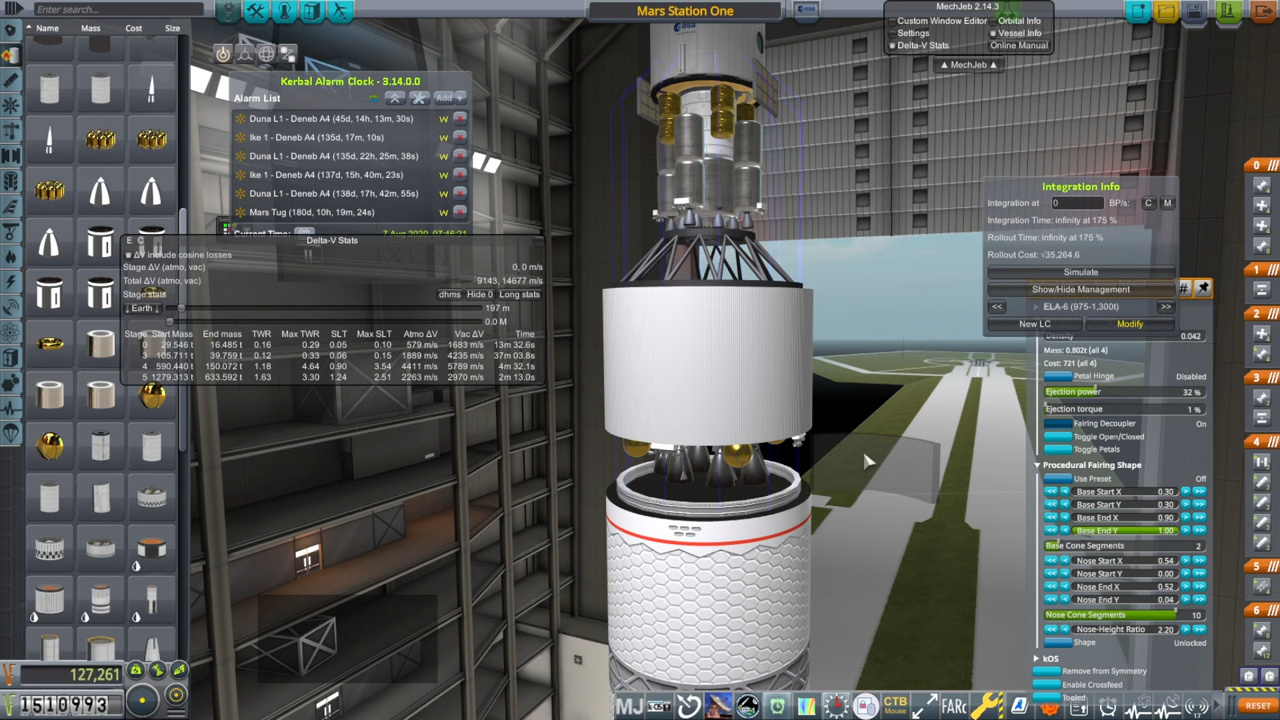 Enter search...
Name Mass Cost Size
Mars Station One
MechJeb 2.14.3
Custom Window Editor Orbital Info
Settings Vessel Info
Delta-V Stats Online Manual
▲ MechJeb ▲
Kerbal Alarm Clock - 3.14.0.0
Alarm List Add +
Duna L1 - Deneb A4 (45d, 14h, 13m, 30s) W
Ike 1 - Deneb A4 (135d, 17m, 10s) W
Duna L1 - Deneb A4 (135d, 22h, 25m, 38s) W
Ike 1 - Deneb A4 (137d, 15h, 40m, 23s) W
Duna L1 - Deneb A4 (138d, 17h, 42m, 55s) W
Mars Tug (180d, 10h, 19m, 24s) W
E C Delta-V Stats
ΔV include cosine losses
Stage ΔV (atmo, vac) 0, 0 m/s
Total ΔV (atmo, vac) 9143, 14677 m/s
Stage stats dhms Hide 0 Long stats
Earth 197 m
0.0 M
Stage Start Mass End mass TWR Max TWR SLT Max SLT Atmo ΔV Vac ΔV Time
0 29.546 t 16.485 t 0.16 0.29 0.05 0.10 579 m/s 1683 m/s 13m 32.6s
3 105.711 t 39.759 t 0.12 0.33 0.06 0.15 1889 m/s 4235 m/s 37m 03.8s
4 590.440 t 150.072 t 1.18 4.64 0.90 3.54 4411 m/s 5789 m/s 4m 32.1s
5 1279.313 t 633.592 t 1.63 3.30 1.24 2.51 2263 m/s 2970 m/s 2m 13.0s
Integration Info
Integration at 0 BP/s: C M
Integration Time: infinity at 175 %
Rollout Time: infinity at 175 %
Rollout Cost: √35,264.6
Simulate
Show/Hide Management
<< ELA-6 (975-1,300t) >>
New LC Modify
#
0.042
Mass: 0.802t (all 4)
Cost: 721 (all 4)
Petal Hinge Disabled
Ejection power 32 %
Ejection torque 1 %
Fairing Decoupler On
Toggle Open/Closed
Toggle Petals
Procedural Fairing Shape
Use Preset Off
Base Start X 0.30
Base Start Y 0.30
Base End X 0.90
Base End Y 1.00
Base Cone Segments 2
Nose Start X 0.54
Nose Start Y 0.00
Nose End X 0.52
Nose End Y 0.04
Nose Cone Segments 10
Nose-Height Ratio 2.20
Shape Unlocked
kOS
Remove from Symmetry
Enable Crossfeed
Tooled
0
1
2
3
4
5
6
127,261
1510993
MJ CTB Mouse FARc
RESET